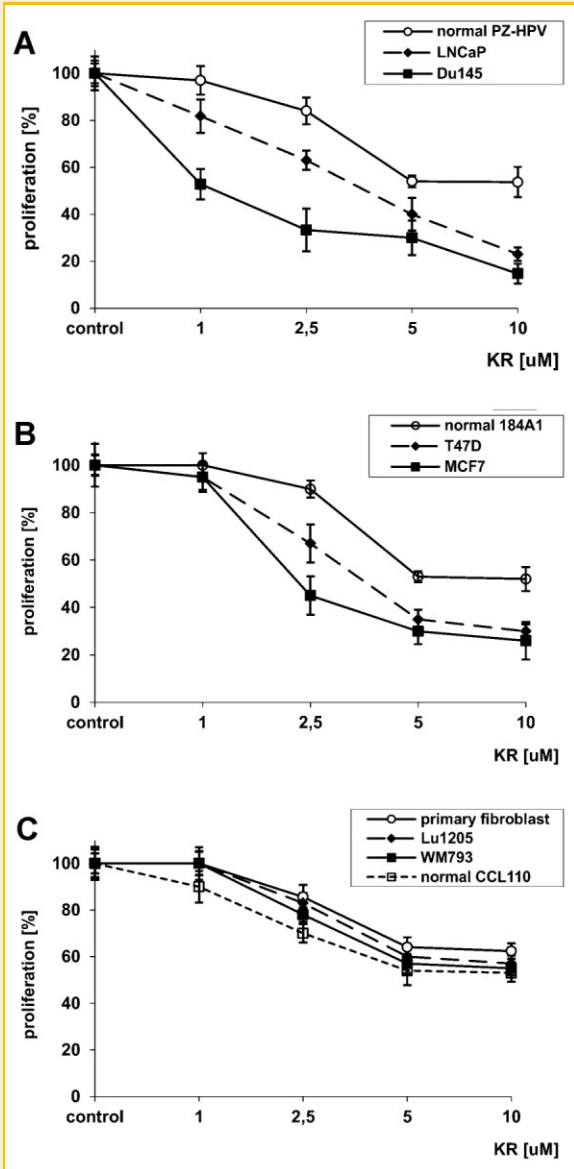 A
normal PZ-HPV
LNCaP
Du145
proliferation [%]
100
80
60
40
20
0
control
1
2,5
5
10
KR [uM]
B
normal 184A1
T47D
MCF7
proliferation [%]
100
80
60
40
20
0
control
1
2,5
5
10
KR [uM]
C
primary fibroblast
Lu1205
WM793
normal CCL110
proliferation [%]
100
80
60
40
20
0
control
1
2,5
5
10
KR [uM]